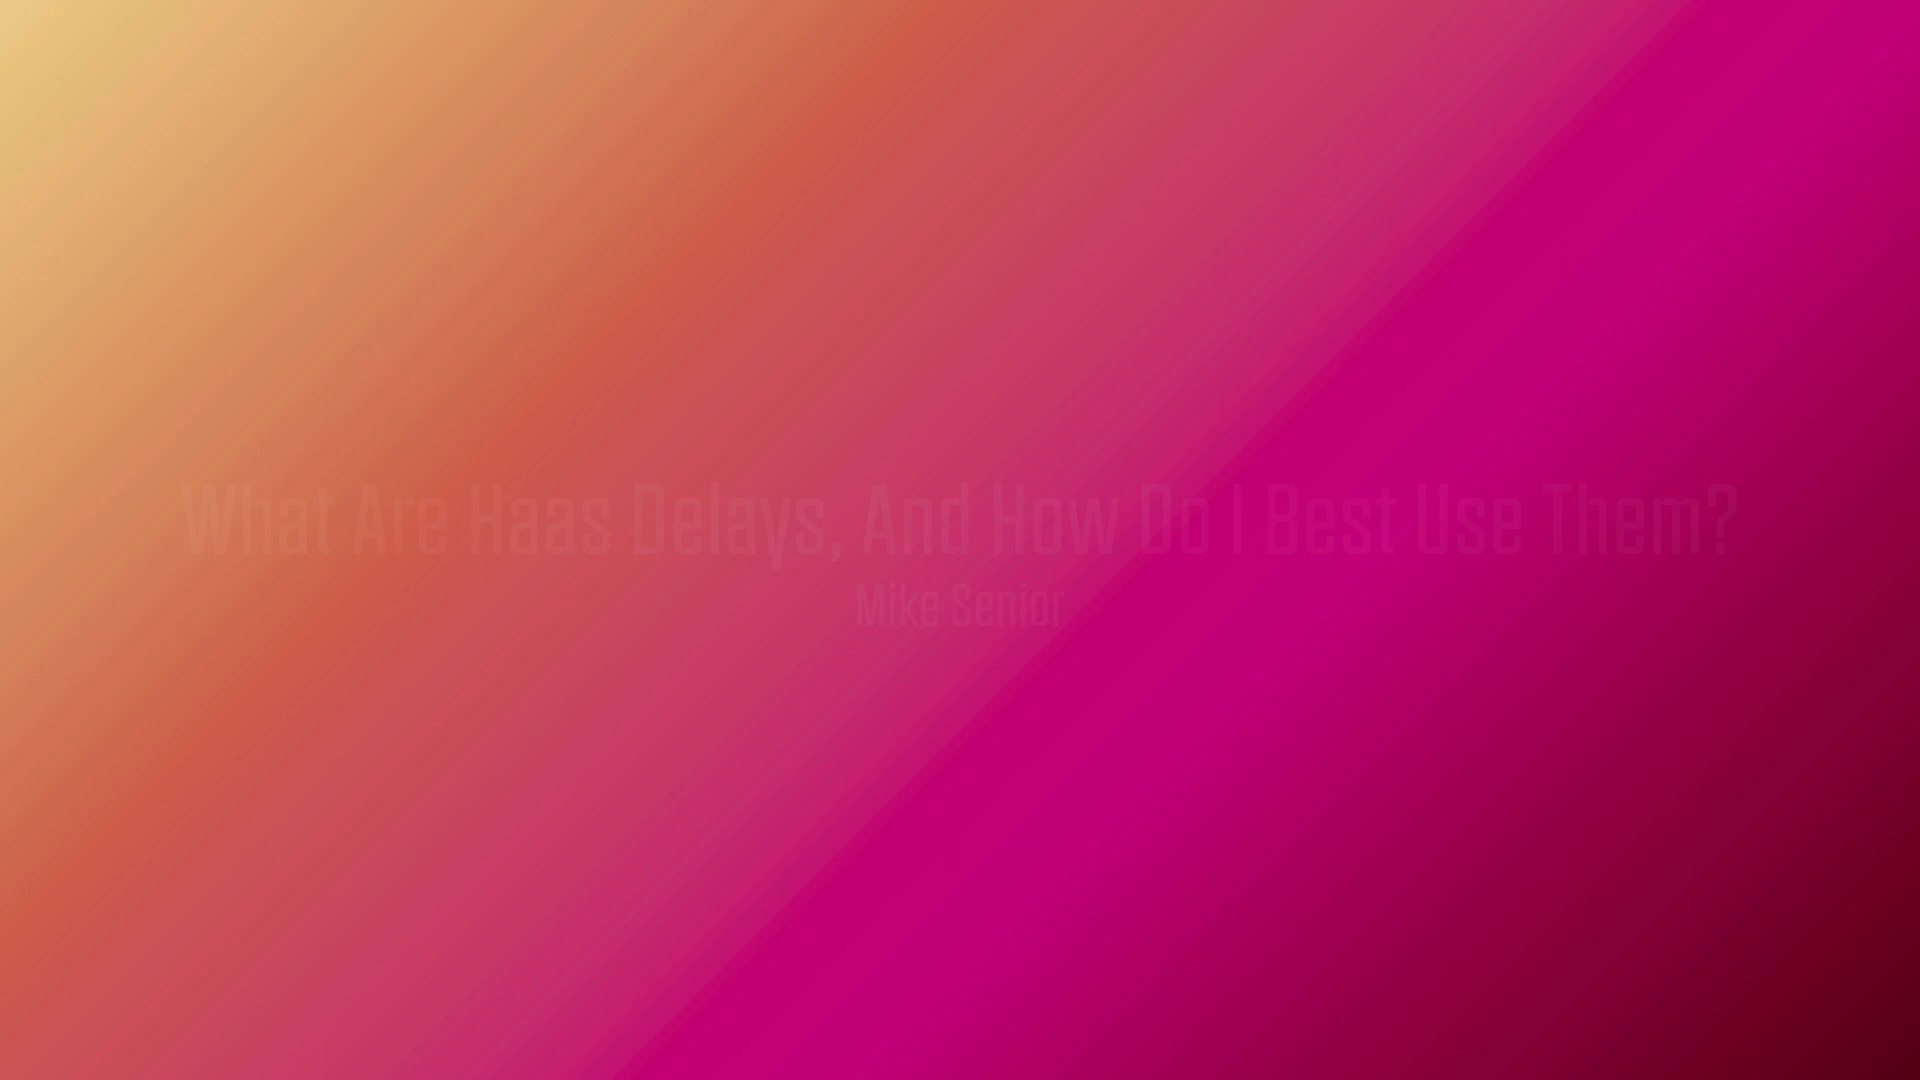 What Are Haas Delays, And How Do I Best Use Them?
Mike Senior